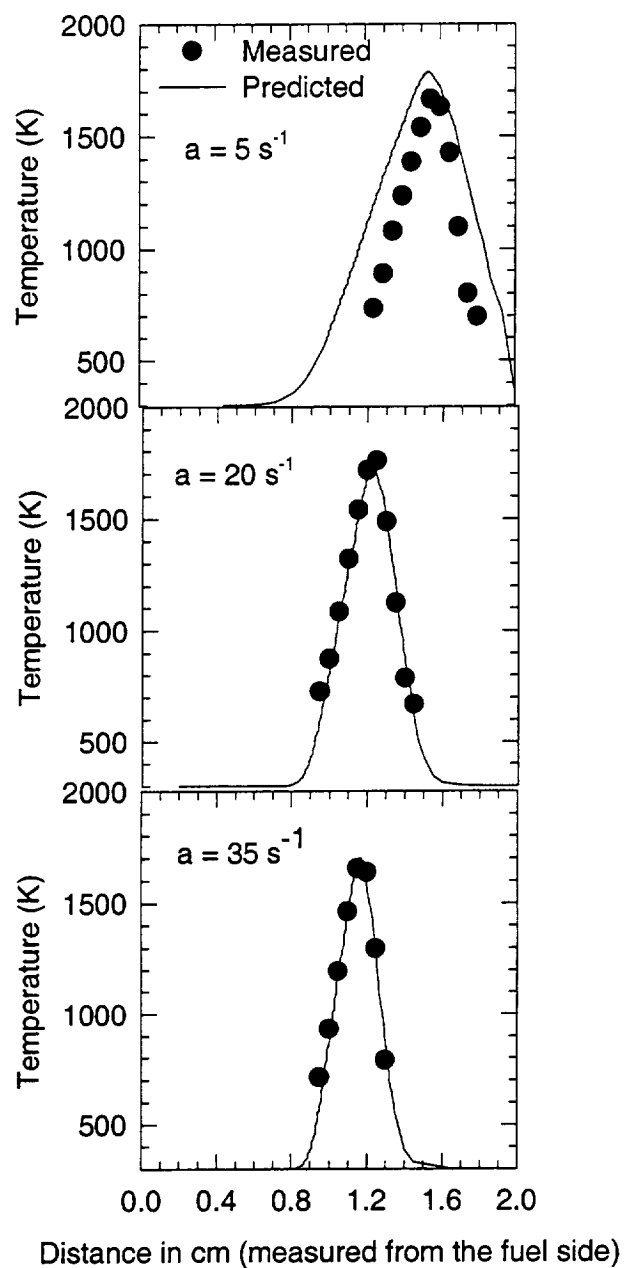 2000
Measured
Predicted
a = 5 s-1
1500
1000
500
Temperature (K)
2000
a = 20 s-1
1500
1000
500
Temperature (K)
2000
a = 35 s-1
1500
1000
500
Temperature (K)
0.0 0.4 0.8 1.2 1.6 2.0
Distance in cm (measured from the fuel side)